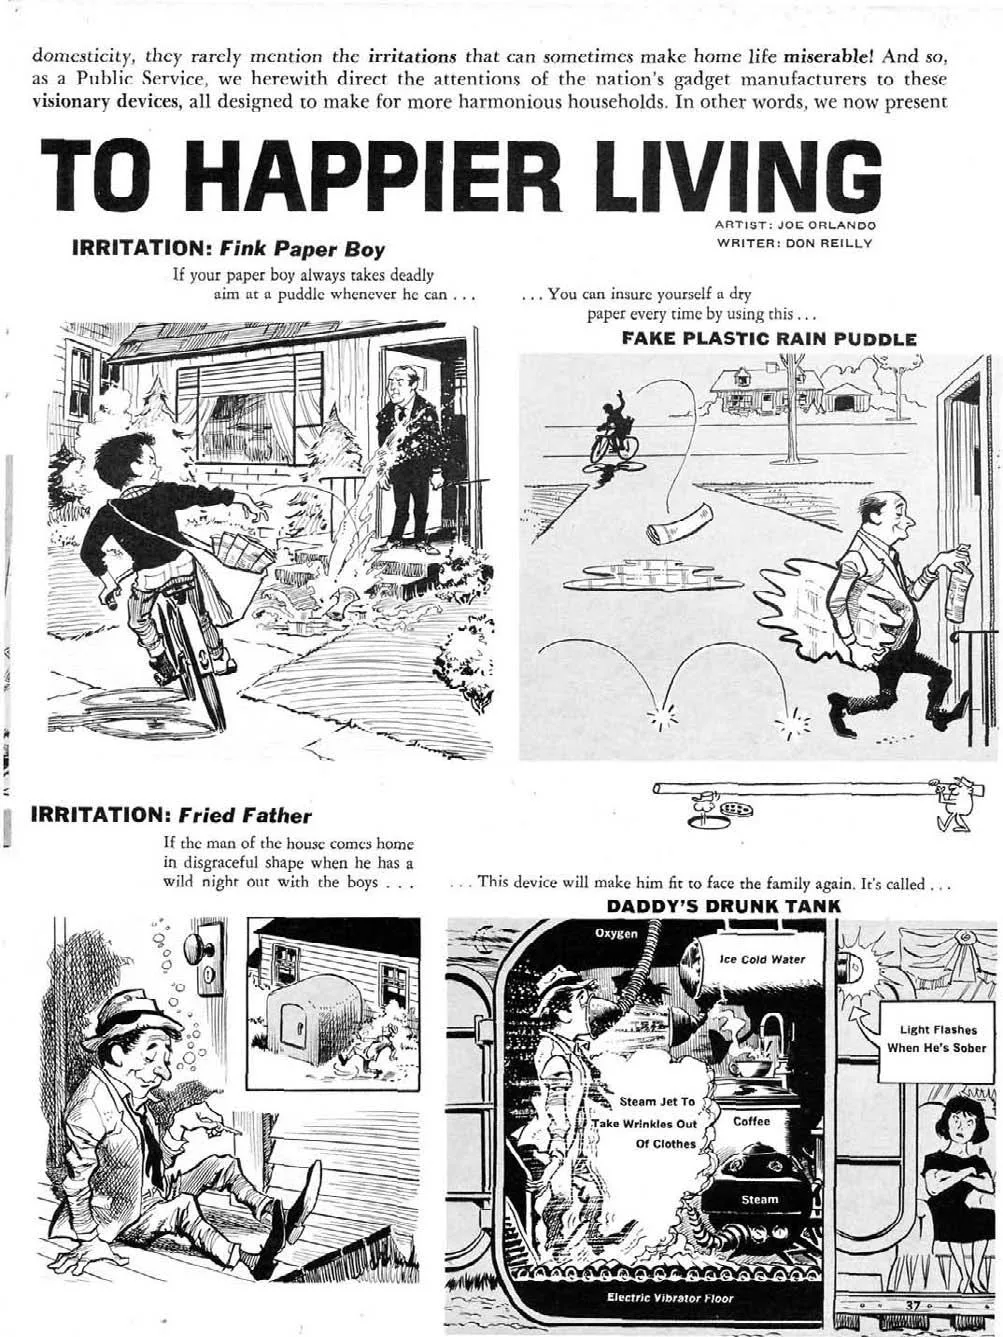 domesticity, they rarely mention the irritations that can sometimes make home life miserable! And so,
as a Public Service, we herewith direct the attentions of the nation's gadget manufacturers to these
visionary devices, all designed to make for more harmonious households. In other words, we now present
TO HAPPIER LIVING
ARTIST: JOE ORLANDO
WRITER: DON REILLY
IRRITATION: Fink Paper Boy
If your paper boy always takes deadly
aim at a puddle whenever he can . . .
. . . You can insure yourself a dry
paper every time by using this . . .
FAKE PLASTIC RAIN PUDDLE
IRRITATION: Fried Father
If the man of the house comes home
in disgraceful shape when he has a
wild night out with the boys . . .
. . . This device will make him fit to face the family again. It's called . . .
DADDY'S DRUNK TANK
Oxygen
Ice Cold Water
Light Flashes
When He's Sober
Steam Jet To
Take Wrinkles Out
Of Clothes
Coffee
Steam
Electric Vibrator Floor
37